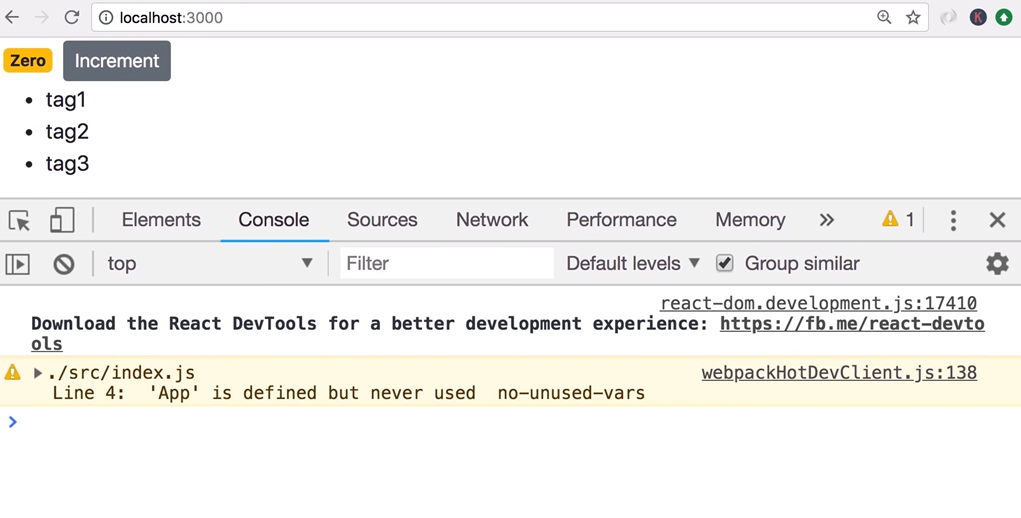 localhost:3000
K
Zero Increment
• tag1
• tag2
• tag3
Elements Console Sources Network Performance Memory » 1
top Filter Default levels Group similar
react-dom.development.js:17410
Download the React DevTools for a better development experience: https://fb.me/react-devto
ols
./src/index.js webpackHotDevClient.js:138
Line 4: 'App' is defined but never used no-unused-vars